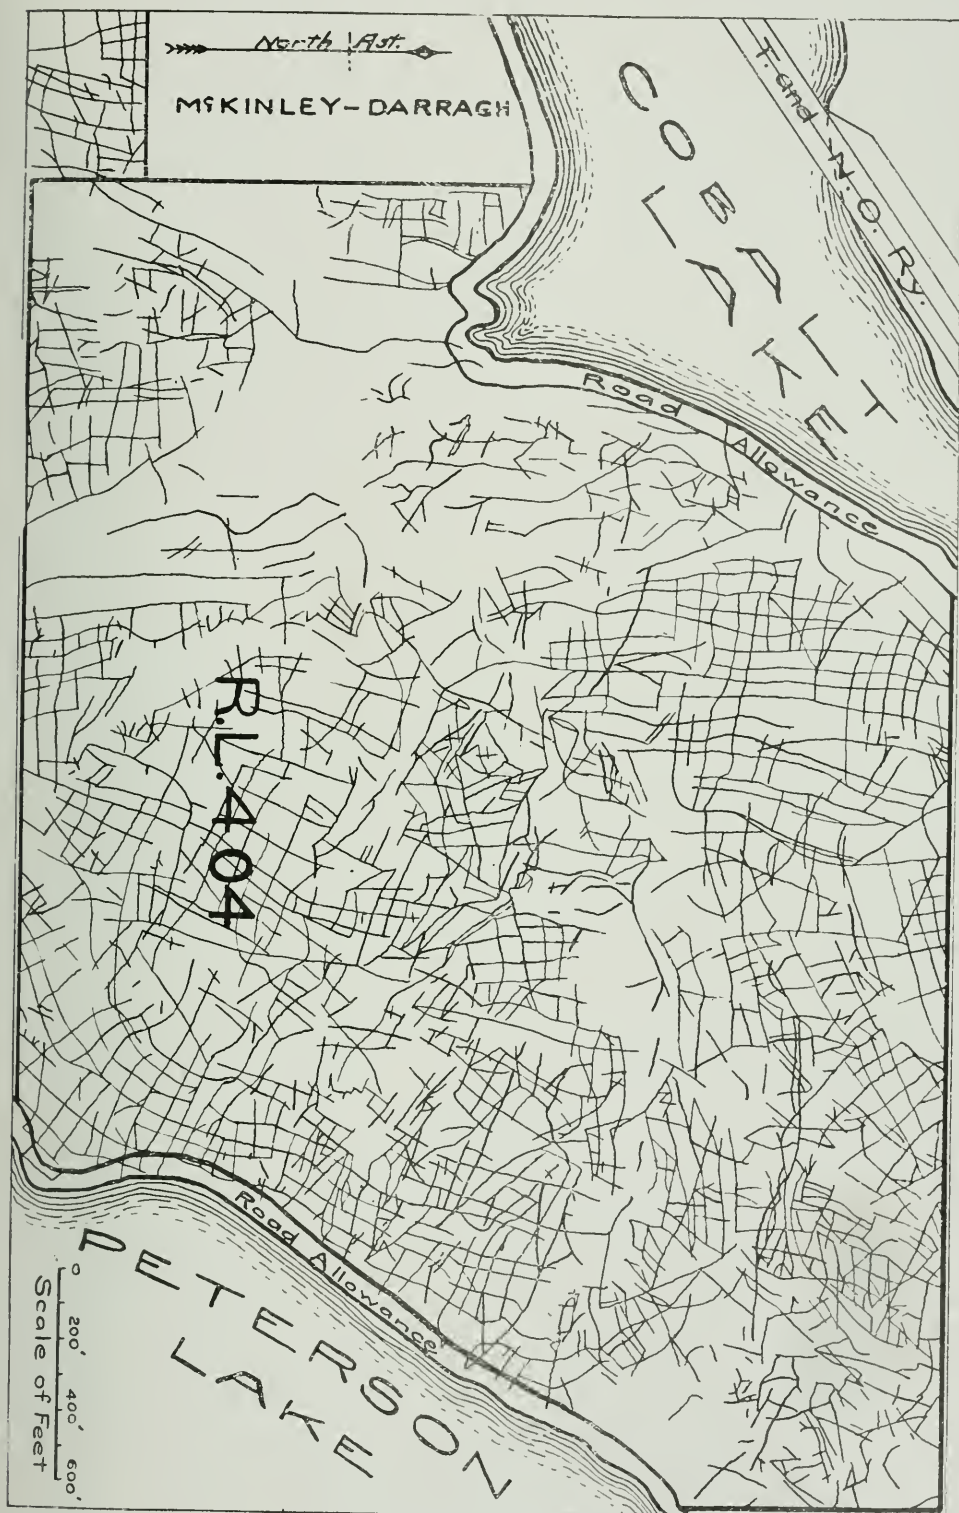 North Ast.
McKINLEY-DARRAGH
T. and N. O. Ry.
COBALT
LAKE
Road Allowance
R.L. 404
Road Allowance
PETERSON
LAKE
0 200' 400' 600'
Scale of Feet